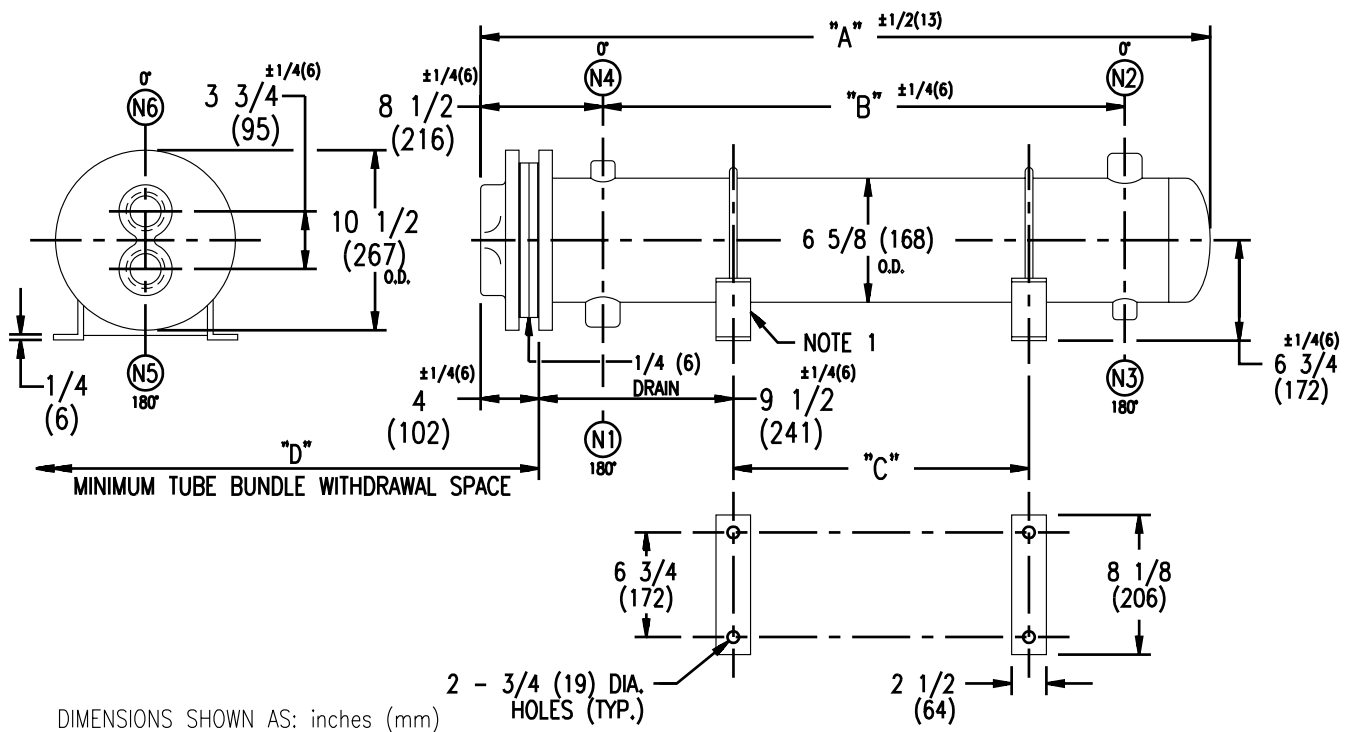 "A" ±1/2(13)
0°
N6
3 3/4 ±1/4(6)
(95)
8 1/2 ±1/4(6)
(216)
0°
N4
"B" ±1/4(6)
0°
N2
10 1/2
(267)
O.D.
6 5/8 (168)
O.D.
1/4
(6)
N5
180°
NOTE 1
1/4 (6)
DRAIN
4 ±1/4(6)
(102)
9 1/2 ±1/4(6)
(241)
N1
180°
N3
180°
6 3/4 ±1/4(6)
(172)
"D"
MINIMUM TUBE BUNDLE WITHDRAWAL SPACE
"C"
6 3/4
(172)
8 1/8
(206)
2 - 3/4 (19) DIA.
HOLES (TYP.)
2 1/2
(64)
DIMENSIONS SHOWN AS: inches (mm)